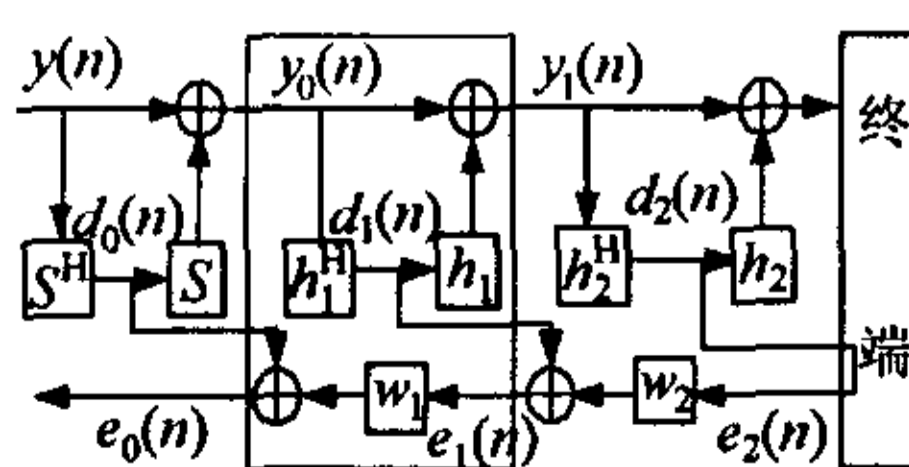 y(n) y₀(n) y₁(n)
终
d₀(n) d₁(n) d₂(n)
Sᴴ S h₁ᴴ h₁ h₂ᴴ h₂
端
w₁ w₂
e₀(n) e₁(n) e₂(n)